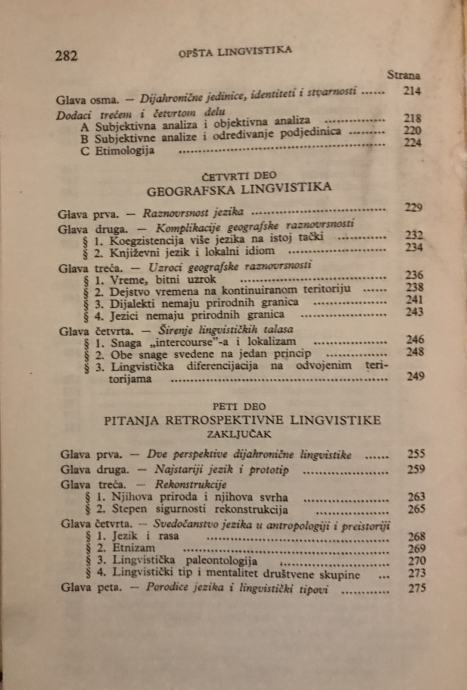 282 OPŠTA LINGVISTIKA
Strana
Glava osma. — Dijahronične jedinice, identiteti i stvarnosti ...... 214
Dodaci trećem i četvrtom delu
A Subjektivna analiza i objektivna analiza ............... 218
B Subjektivne analize i određivanje podjedinica ........... 220
C Etimologija ................................... 224
ČETVRTI DEO
GEOGRAFSKA LINGVISTIKA
Glava prva. — Raznovrsnost jezika ................................. 229
Glava druga. — Komplikacije geografske raznovrsnosti
§ 1. Koegzistencija više jezika na istoj tački ............ 232
§ 2. Književni jezik i lokalni idiom ..................... 234
Glava treća. — Uzroci geografske raznovrsnosti
§ 1. Vreme, bitni uzrok ........................... 236
§ 2. Dejstvo vremena na kontinuiranom teritoriju ...... 238
§ 3. Dijalekti nemaju prirodnih granica ................ 241
§ 4. Jezici nemaju prirodnih granica .................. 243
Glava četvrta. — Širenje lingvističkih talasa
§ 1. Snaga „intercourse”-a i lokalizam ................ 246
§ 2. Obe snage svedene na jedan princip ............... 248
§ 3. Lingvistička diferencijacija na odvojenim teri-
torijama ........................................ 249
PETI DEO
PITANJA RETROSPEKTIVNE LINGVISTIKE
ZAKLJUČAK
Glava prva. — Dve perspektive dijahronične lingvistike ...... 255
Glava druga. — Najstariji jezik i prototip ..................... 259
Glava treća. — Rekonstrukcije
§ 1. Njihova priroda i njihova svrha .................. 263
§ 2. Stepen sigurnosti rekonstrukcija .................. 265
Glava četvrta. — Svedočanstvo jezika u antropologiji i preistoriji
§ 1. Jezik i rasa ................................. 268
§ 2. Etnizam .................................... 269
§ 3. Lingvistička paleontologija ..................... 270
§ 4. Lingvistički tip i mentalitet društvene skupine ... 273
Glava peta. — Porodice jezika i lingvistički tipovi ............ 275